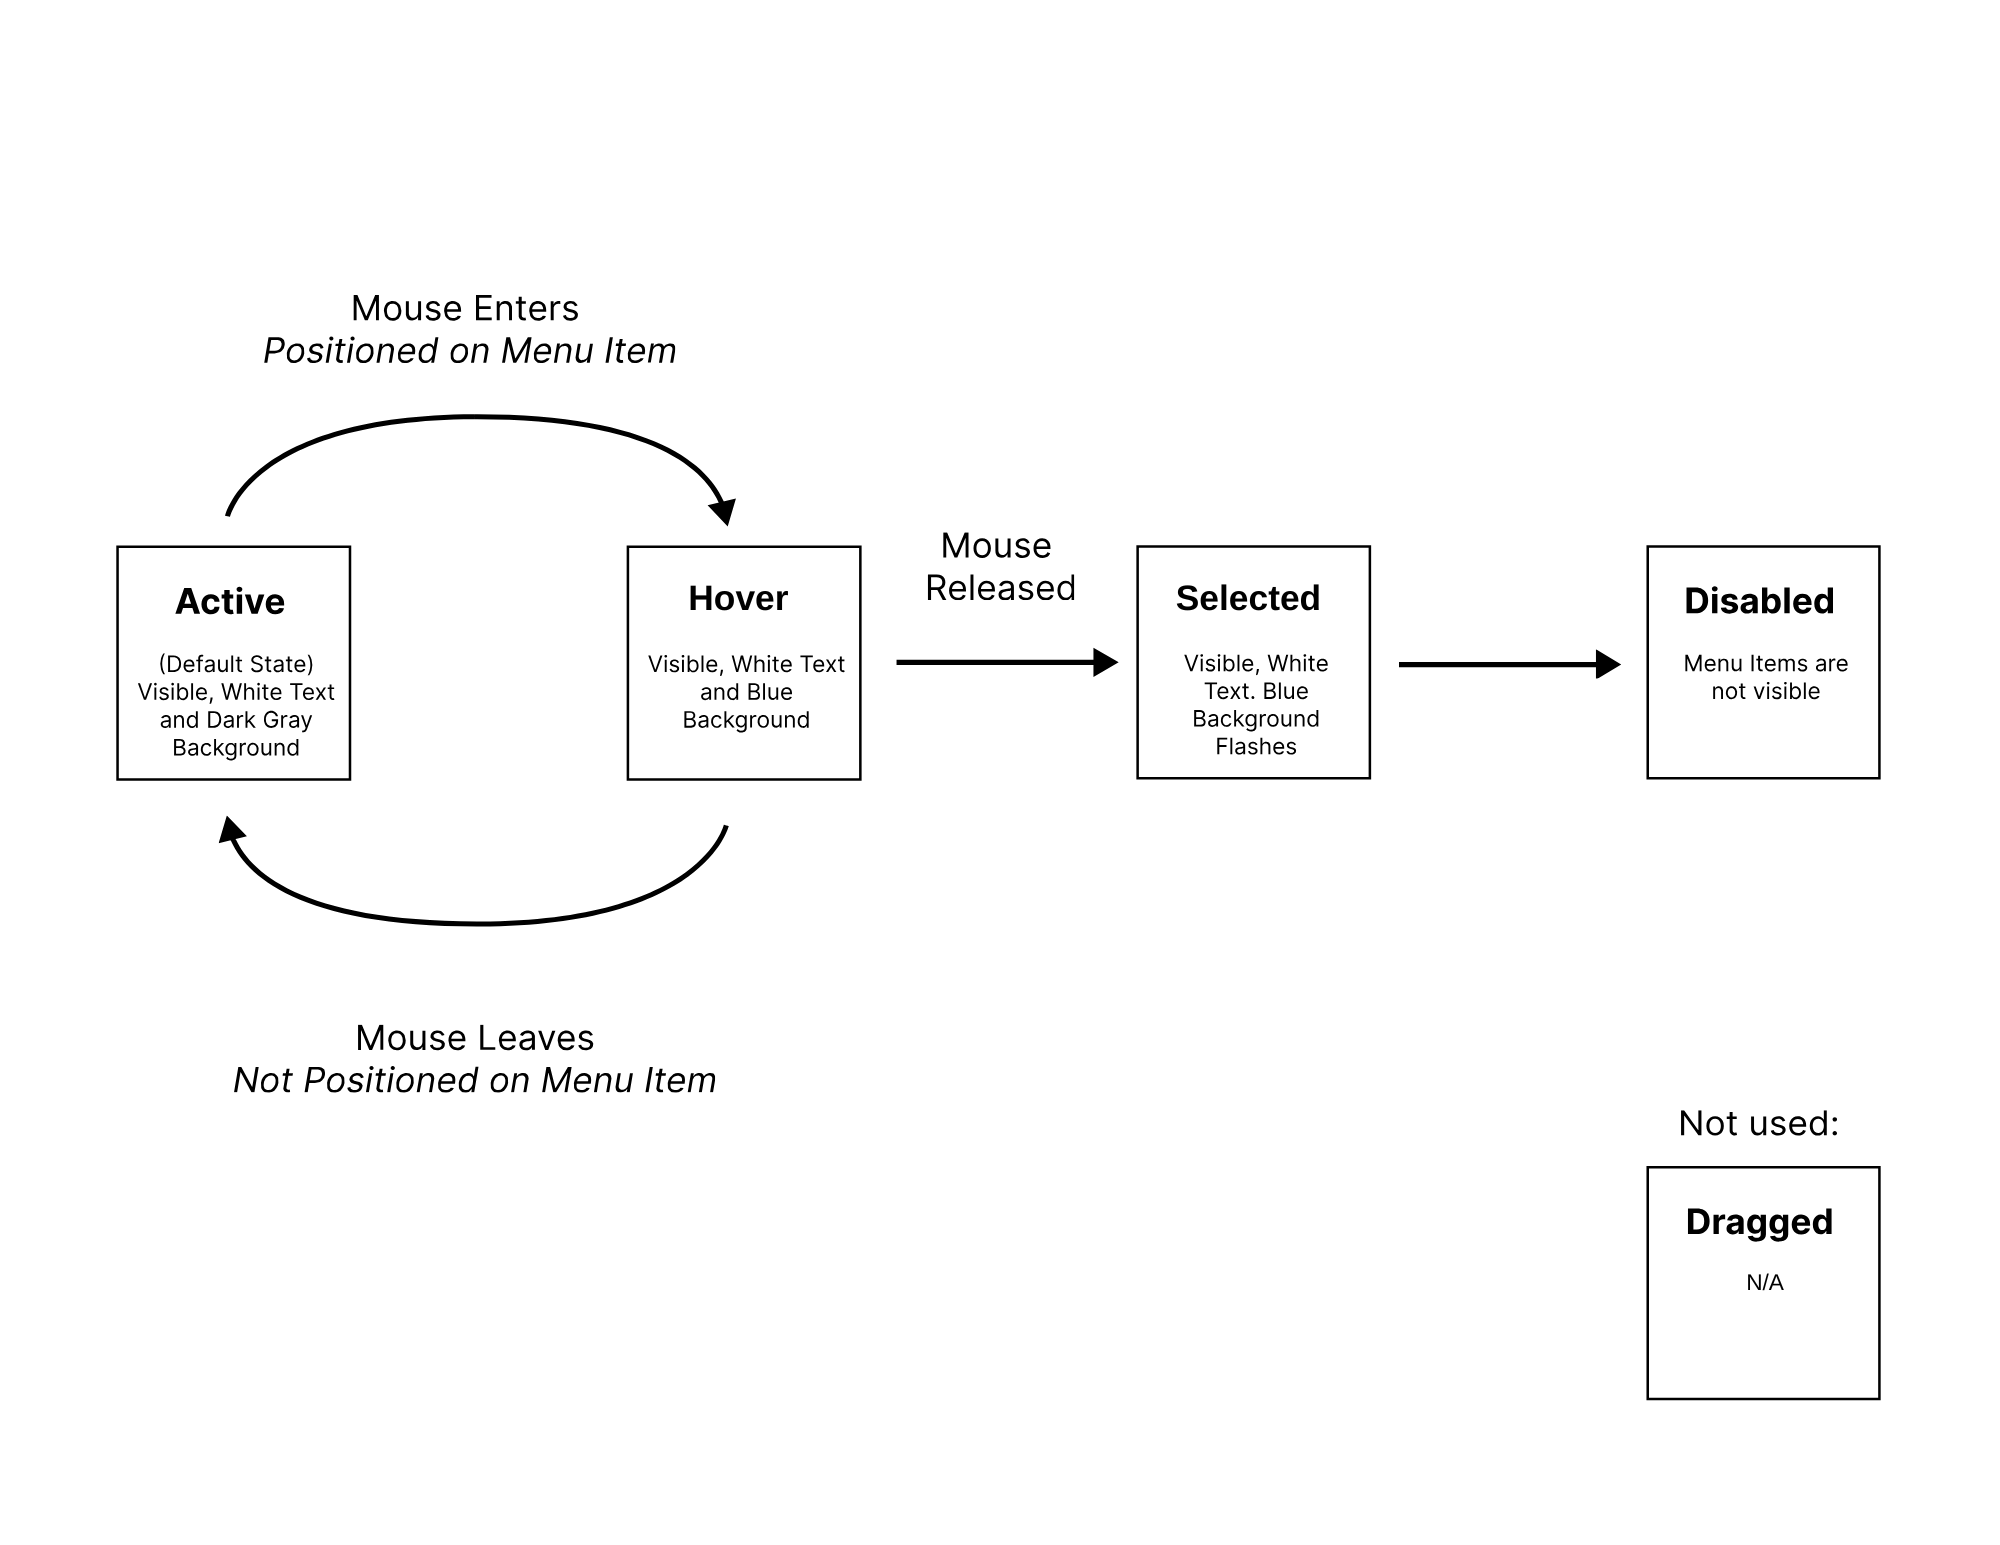 Mouse Enters
Positioned on Menu Item
Active
(Default State)
Visible, White Text
and Dark Gray
Background
Hover
Visible, White Text
and Blue
Background
Mouse
Released
Selected
Visible, White
Text. Blue
Background
Flashes
Disabled
Menu Items are
not visible
Mouse Leaves
Not Positioned on Menu Item
Not used:
Dragged
N/A